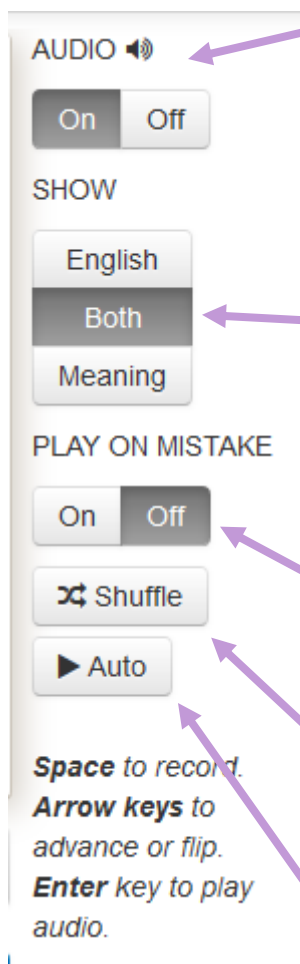 AUDIO
On Off
SHOW
English
Both
Meaning
PLAY ON MISTAKE
On Off
Shuffle
Auto
Space to record.
Arrow keys to
advance or flip.
Enter key to play
audio.